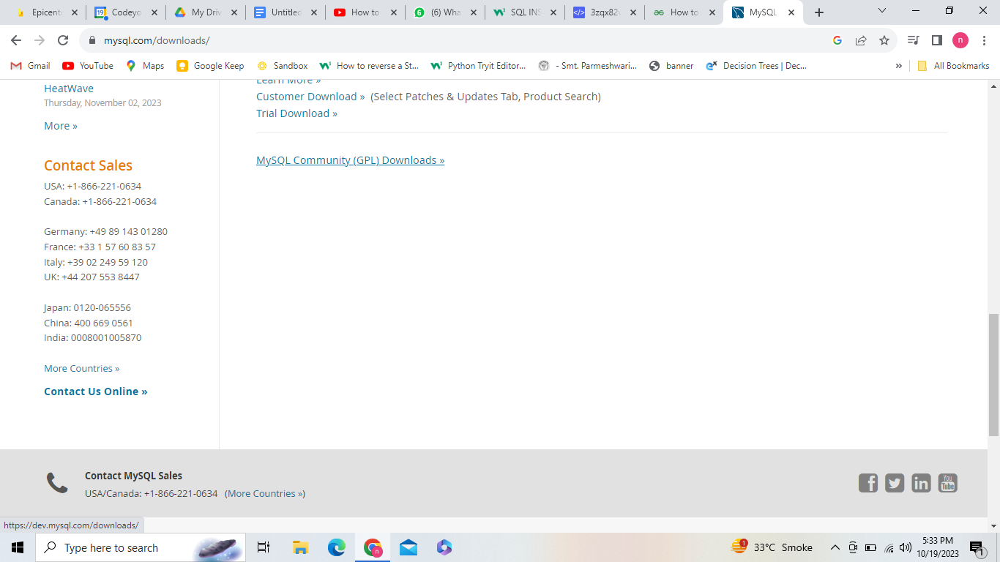 Epicent
Codeyo
My Driv
Untitled
How to
(6) Wha
SQL INS
3zqx82
How to
MySQL
mysql.com/downloads/
Gmail
YouTube
Maps
Google Keep
Sandbox
How to reverse a St...
Python Tryit Editor...
- Smt. Parmeshwari...
banner
Decision Trees | Dec...
»
All Bookmarks
HeatWave
Thursday, November 02, 2023
More »
Contact Sales
USA: +1-866-221-0634
Canada: +1-866-221-0634
Germany: +49 89 143 01280
France: +33 1 57 60 83 57
Italy: +39 02 249 59 120
UK: +44 207 553 8447
Japan: 0120-065556
China: 400 669 0561
India: 0008001005870
More Countries »
Contact Us Online »
Learn More »
Customer Download » (Select Patches & Updates Tab, Product Search)
Trial Download »
MySQL Community (GPL) Downloads »
Contact MySQL Sales
USA/Canada: +1-866-221-0634 (More Countries »)
You Tube
https://dev.mysql.com/downloads/
Type here to search
33°C Smoke
5:33 PM
10/19/2023